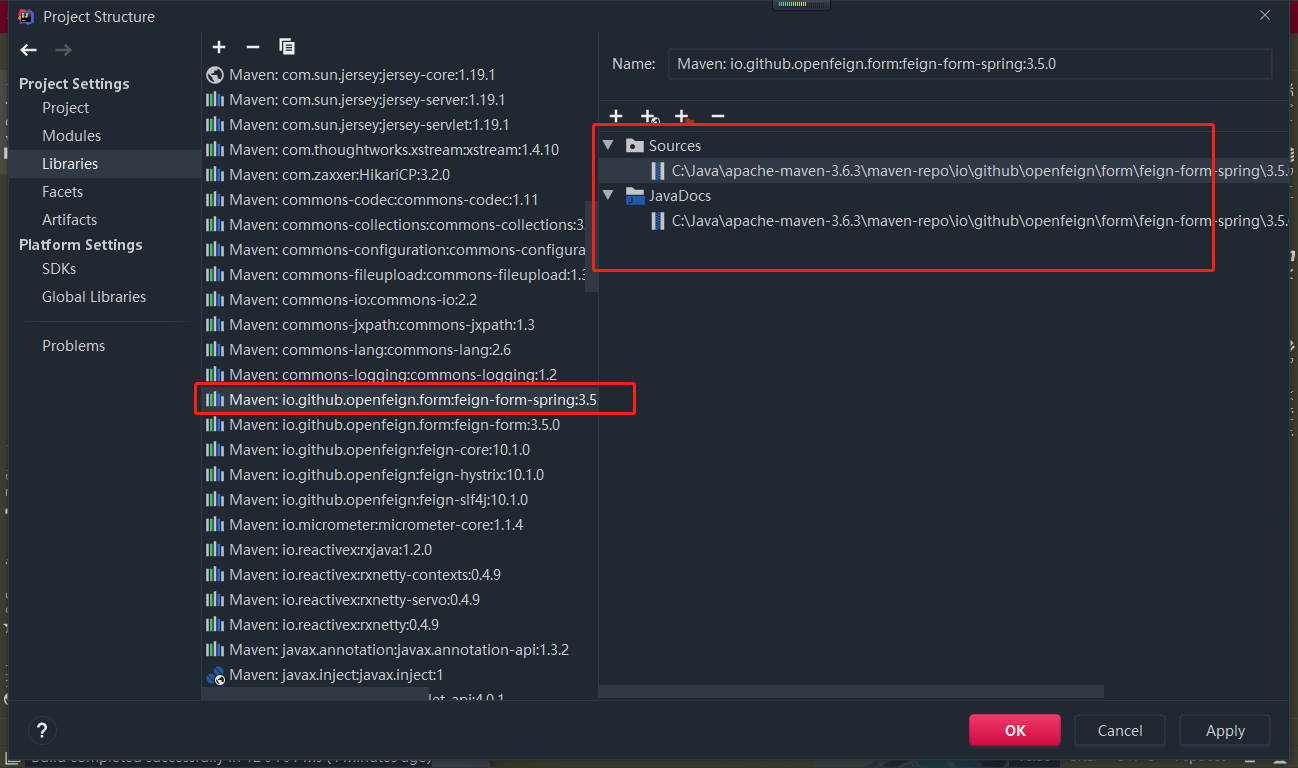 Project Structure
Project Settings
Project
Modules
Libraries
Facets
Artifacts
Platform Settings
SDKs
Global Libraries
Problems
Maven: com.sun.jersey:jersey-core:1.19.1
Maven: com.sun.jersey:jersey-server:1.19.1
Maven: com.sun.jersey:jersey-servlet:1.19.1
Maven: com.thoughtworks.xstream:xstream:1.4.10
Maven: com.zaxxer:HikariCP:3.2.0
Maven: commons-codec:commons-codec:1.11
Maven: commons-collections:commons-collections:3
Maven: commons-configuration:commons-configura
Maven: commons-fileupload:commons-fileupload:1.3
Maven: commons-io:commons-io:2.2
Maven: commons-jxpath:commons-jxpath:1.3
Maven: commons-lang:commons-lang:2.6
Maven: commons-logging:commons-logging:1.2
Maven: io.github.openfeign.form:feign-form-spring:3.5
Maven: io.github.openfeign.form:feign-form:3.5.0
Maven: io.github.openfeign:feign-core:10.1.0
Maven: io.github.openfeign:feign-hystrix:10.1.0
Maven: io.github.openfeign:feign-slf4j:10.1.0
Maven: io.micrometer:micrometer-core:1.1.4
Maven: io.reactivex:rxjava:1.2.0
Maven: io.reactivex:rxnetty-contexts:0.4.9
Maven: io.reactivex:rxnetty-servo:0.4.9
Maven: io.reactivex:rxnetty:0.4.9
Maven: javax.annotation:javax.annotation-api:1.3.2
Maven: javax.inject:javax.inject:1
let-api:4.0.1
Name: Maven: io.github.openfeign.form:feign-form-spring:3.5.0
Sources
C:\Java\apache-maven-3.6.3\maven-repo\io\github\openfeign\form\feign-form-spring\3.5.
JavaDocs
C:\Java\apache-maven-3.6.3\maven-repo\io\github\openfeign\form\feign-form-spring\3.5.
?
OK
Cancel
Apply